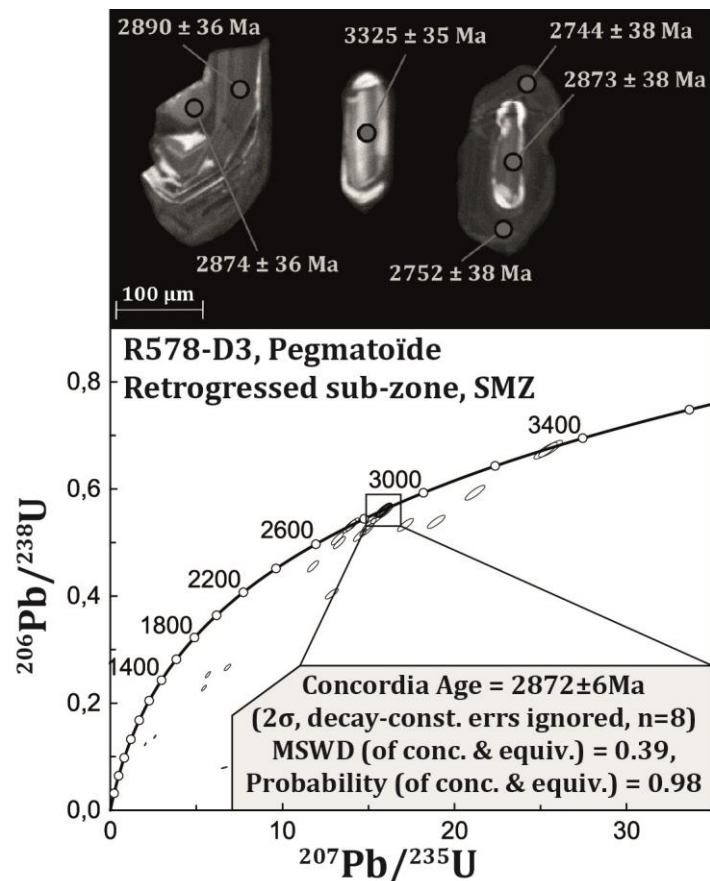 2890 ± 36 Ma
3325 ± 35 Ma
2744 ± 38 Ma
2873 ± 38 Ma
2874 ± 36 Ma
2752 ± 38 Ma
100 µm
R578-D3, Pegmatoïde
Retrogressed sub-zone, SMZ
0,8
3400
3000
0,6
2600
2200
0,4
1800
1400
0,2
0,0
206Pb/238U
Concordia Age = 2872±6Ma
(2σ, decay-const. errs ignored, n=8)
MSWD (of conc. & equiv.) = 0.39,
Probability (of conc. & equiv.) = 0.98
0 10 20 30
207Pb/235U